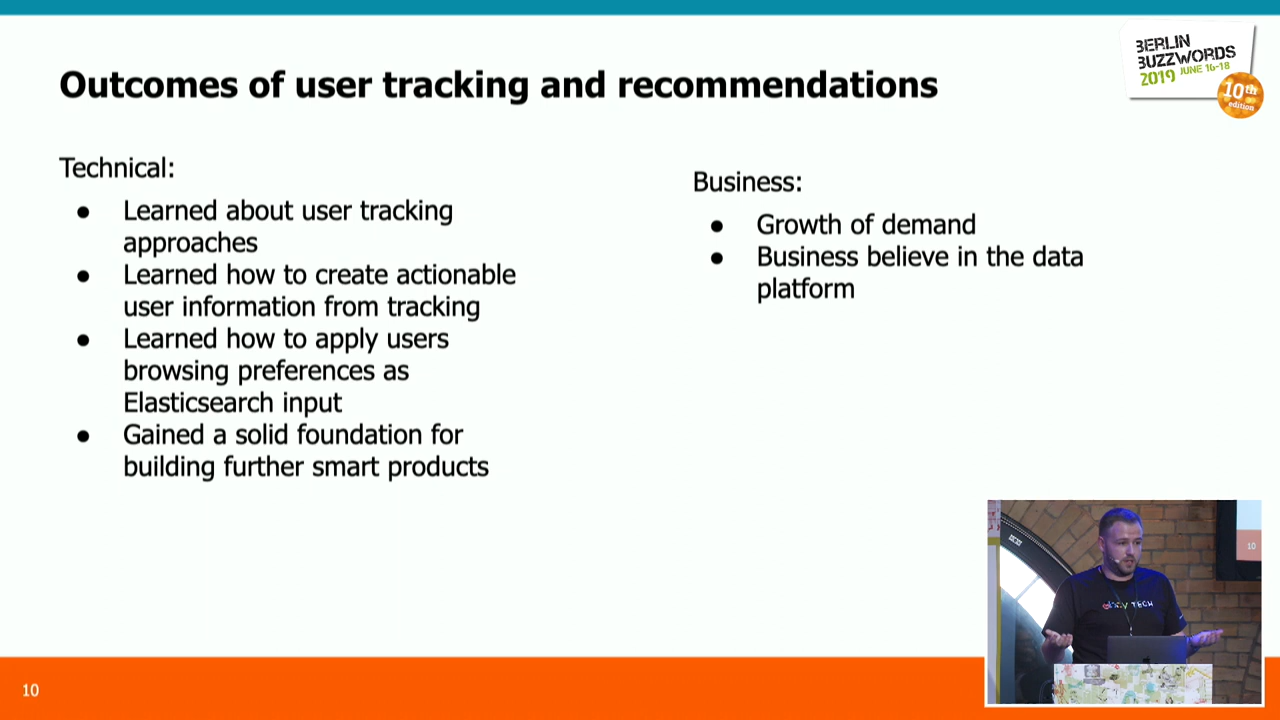 Outcomes of user tracking and recommendations
BERLIN
BUZZWORDS
2019 JUNE 16-18
10th
edition
Technical:
● Learned about user tracking
approaches
● Learned how to create actionable
user information from tracking
● Learned how to apply users
browsing preferences as
Elasticsearch input
● Gained a solid foundation for
building further smart products
Business:
● Growth of demand
● Business believe in the data
platform
10
TECH
10